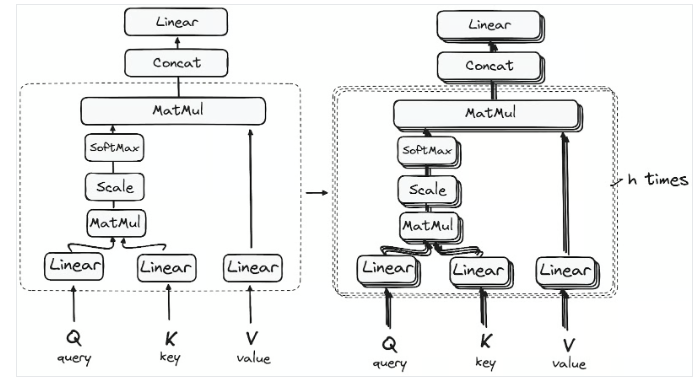 Linear
Concat
MatMul
SoftMax
Scale
MatMul
Linear Linear Linear
Q K V
query key value
Linear
Concat
MatMul
SoftMax
Scale
MatMul
Linear Linear Linear
Q K V
query key value
h times